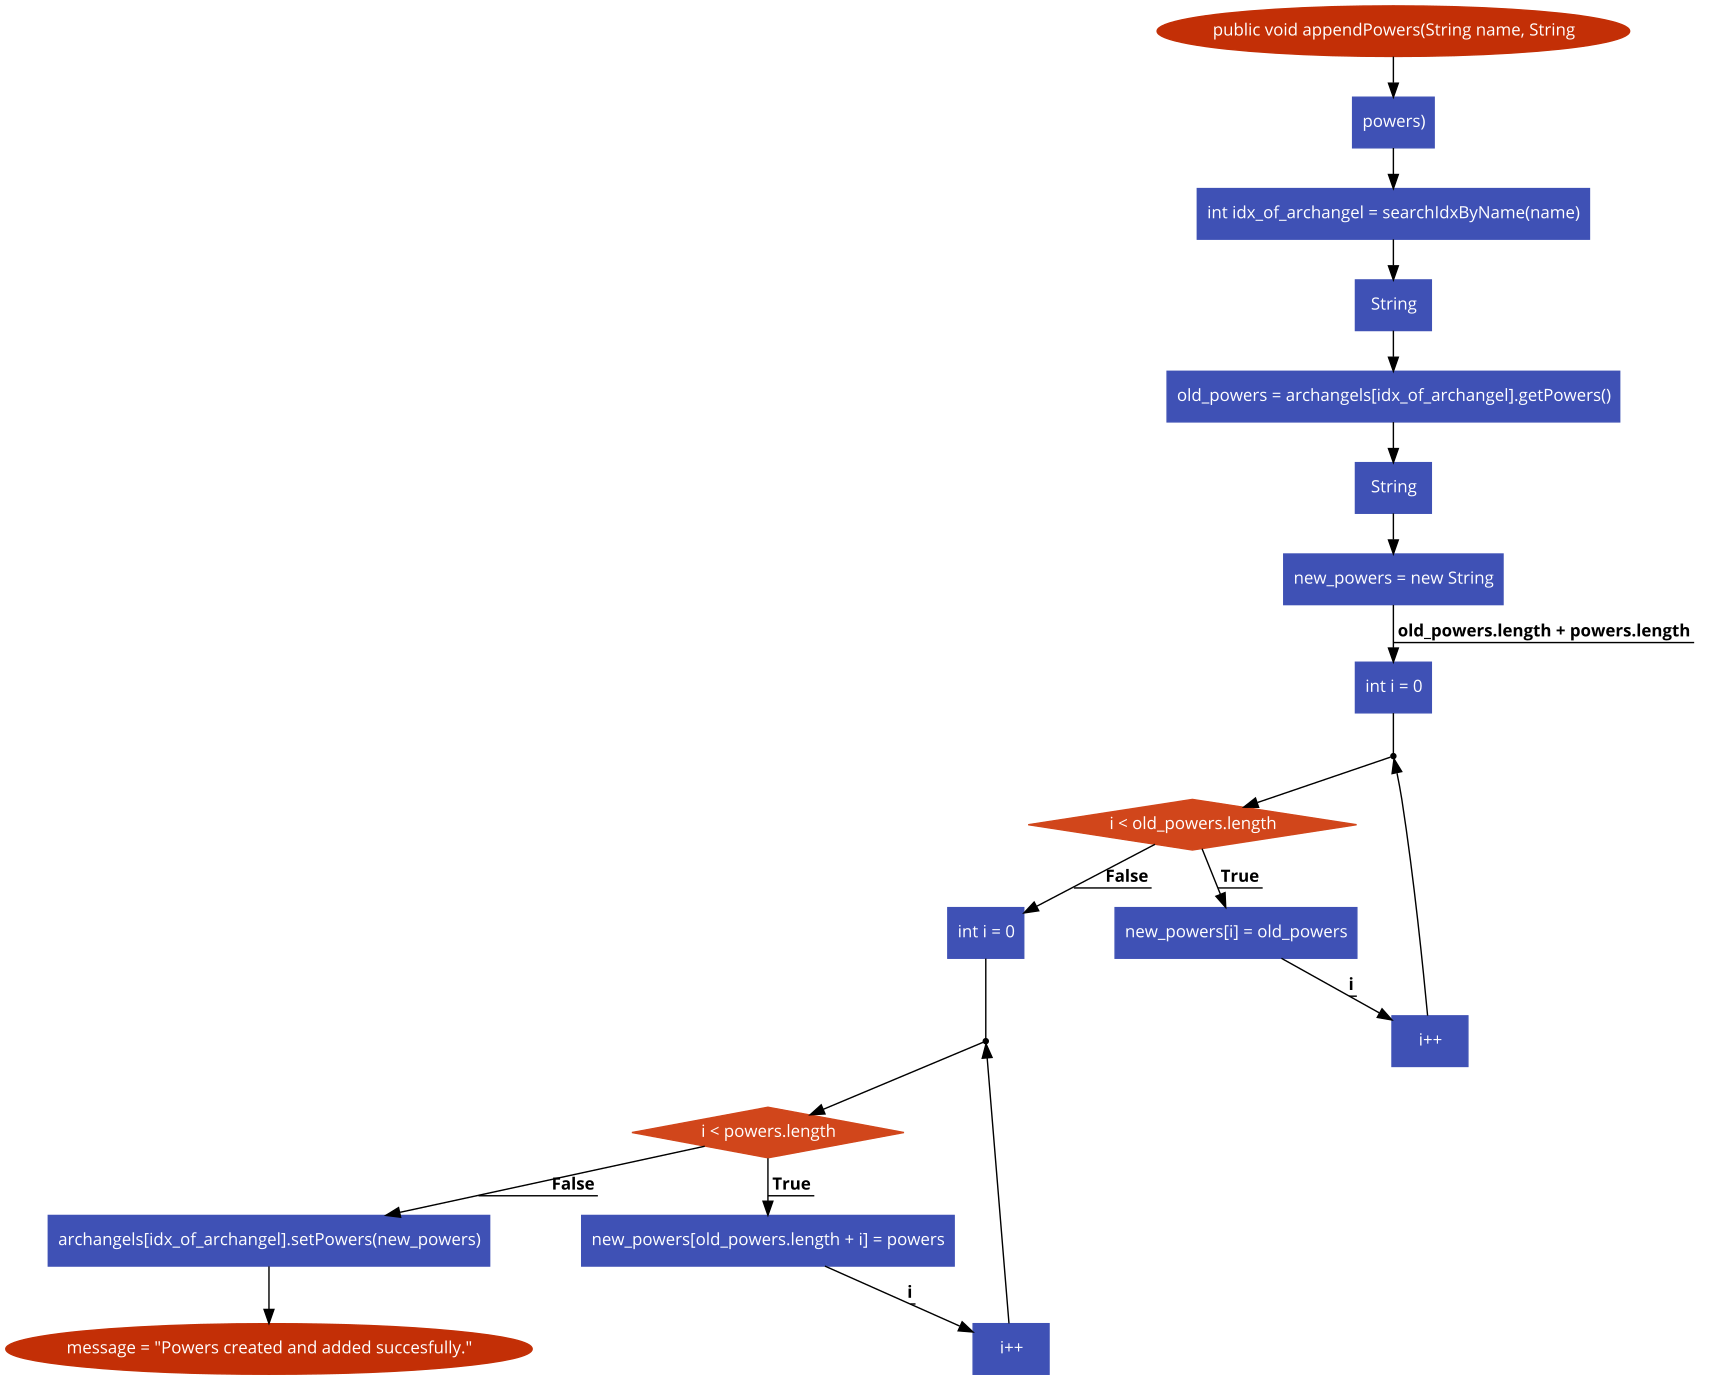 public void appendPowers(String name, String
powers)
int idx_of_archangel = searchIdxByName(name)
String
old_powers = archangels[idx_of_archangel].getPowers()
String
new_powers = new String
old_powers.length + powers.length
int i = 0
i < old_powers.length
False
True
int i = 0
new_powers[i] = old_powers
i
i++
i < powers.length
False
True
archangels[idx_of_archangel].setPowers(new_powers)
new_powers[old_powers.length + i] = powers
i
i++
message = "Powers created and added succesfully."